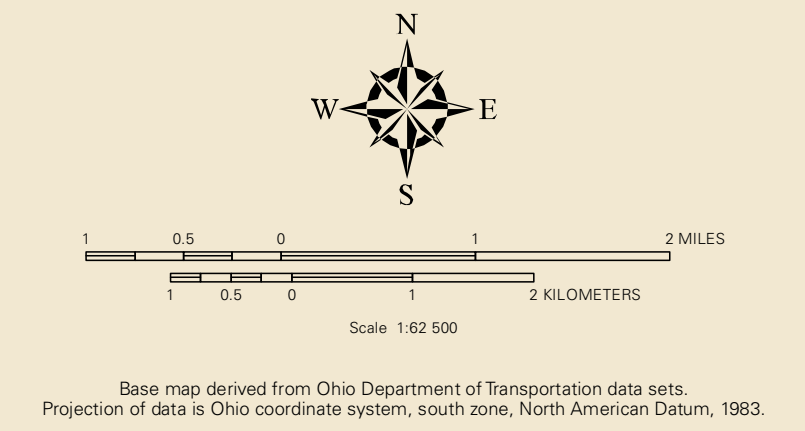 N
W E
S
1 0.5 0 1 2 MILES
1 0.5 0 1 2 KILOMETERS
Scale 1:62 500
Base map derived from Ohio Department of Transportation data sets.
Projection of data is Ohio coordinate system, south zone, North American Datum, 1983.